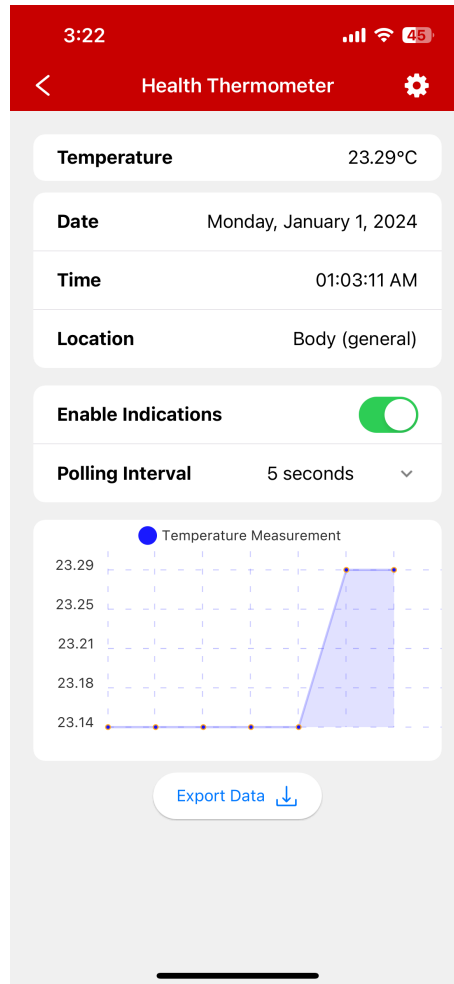 3:22 45
Health Thermometer
Temperature 23.29°C
Date Monday, January 1, 2024
Time 01:03:11 AM
Location Body (general)
Enable Indications
Polling Interval 5 seconds
Temperature Measurement
23.29
23.25
23.21
23.18
23.14
Export Data